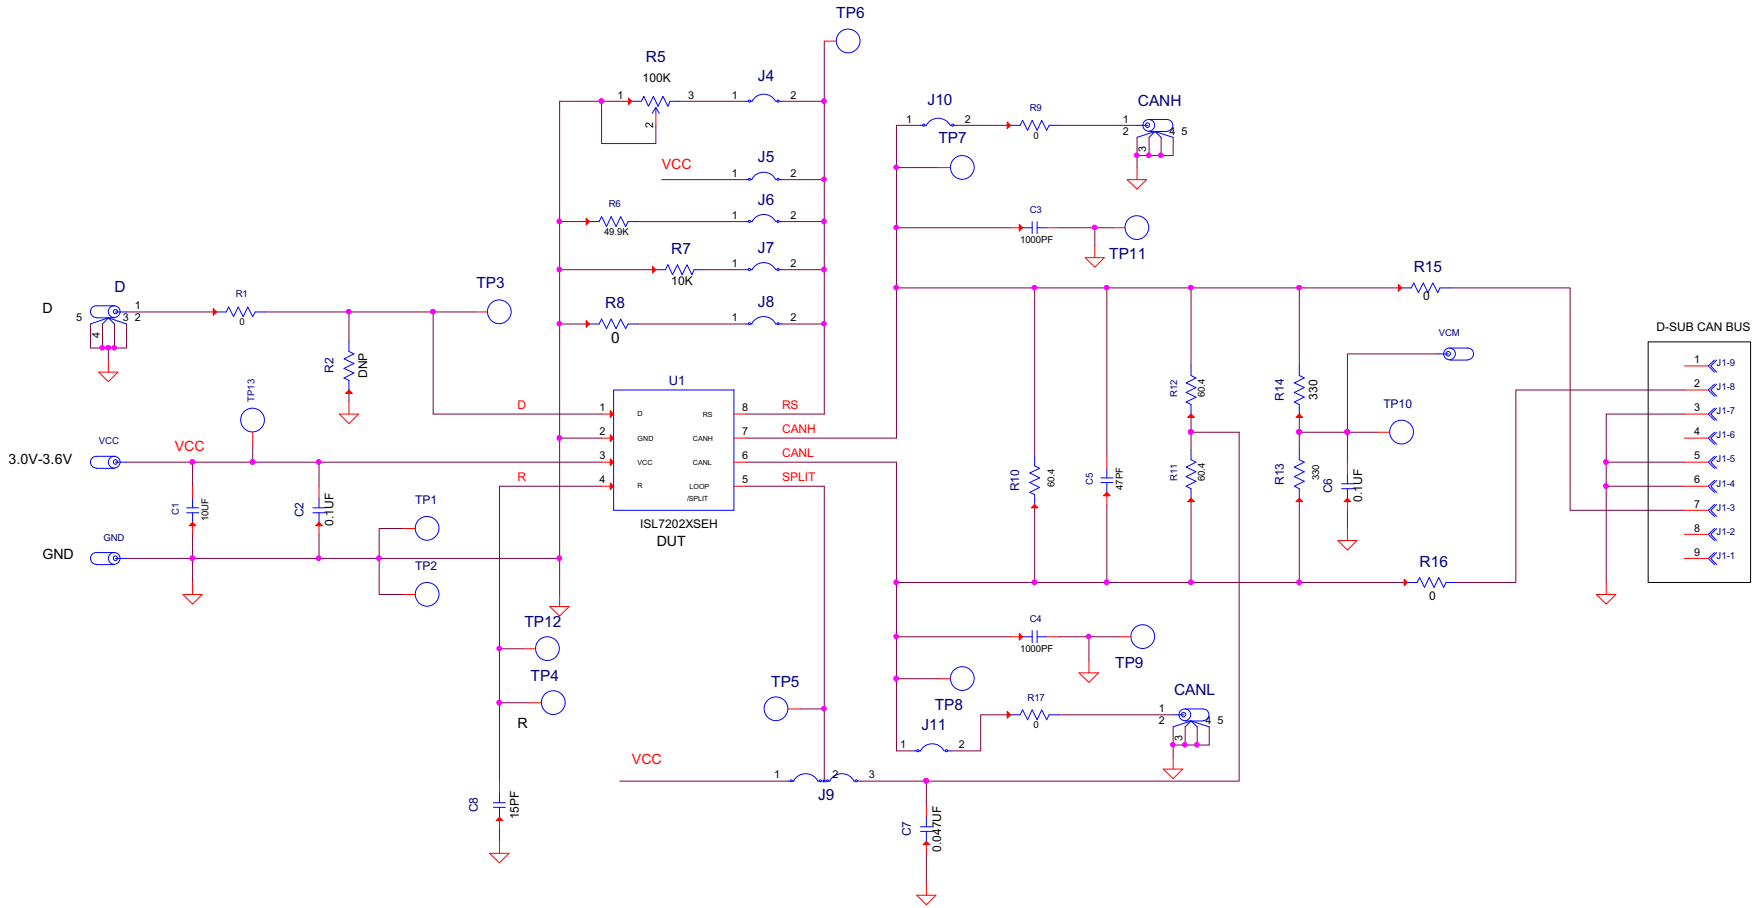 TP6
R5
100K
1 3
2
J4
1 2
VCC
J5
1 2
R6
49.9K
J6
1 2
R7
10K
J7
1 2
R8
0
J8
1 2
J10
1 2
TP7
R9
0
CANH
1
2
3
4 5
C3
1000PF
TP11
D
D
5
4
1
3 2
R1
0
TP3
R2
DNP
TP13
VCC
3.0V-3.6V
VCC
C1
10UF
C2
0.1UF
GND
GND
TP1
TP2
D
R
U1
1 D
2 GND
3 VCC
4 R
RS 8
CANH 7
CANL 6
LOOP 5
/SPLIT
ISL7202XSEH
DUT
RS
CANH
CANL
SPLIT
R10
60.4
C5
47PF
R12
60.4
R11
60.4
R14
330
R13
330
C6
0.1UF
VCM
TP10
R15
0
R16
0
D-SUB CAN BUS
1 J1-9
2 J1-8
3 J1-7
4 J1-6
5 J1-5
6 J1-4
7 J1-3
8 J1-2
9 J1-1
TP12
TP4
R
C8
15PF
TP5
VCC
1 2 3
J9
C7
0.047UF
C4
1000PF
TP9
TP8
J11
1 2
R17
0
CANL
1
2
3
4 5